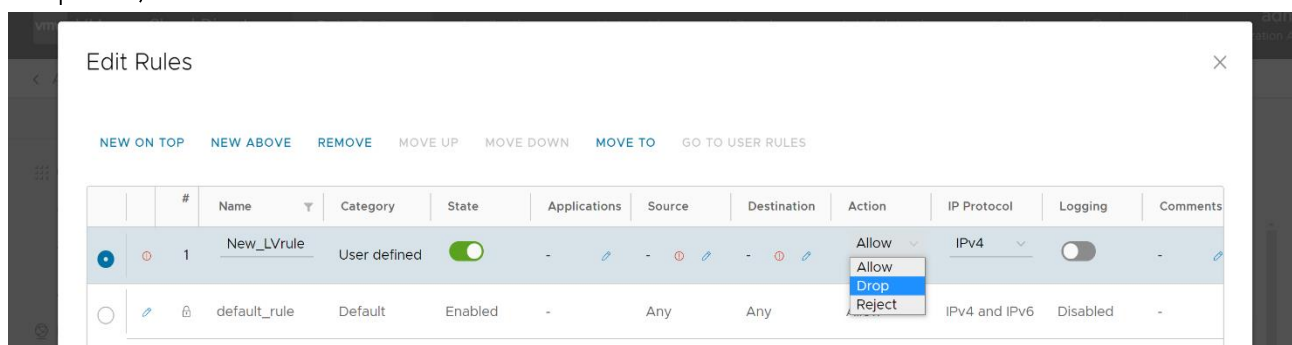 Edit Rules
NEW ON TOP NEW ABOVE REMOVE MOVE UP MOVE DOWN MOVE TO GO TO USER RULES
# Name Category State Applications Source Destination Action IP Protocol Logging Comments
1 New_LVrule User defined - - - Allow IPv4 -
Allow
Drop
Reject
default_rule Default Enabled - Any Any IPv4 and IPv6 Disabled -